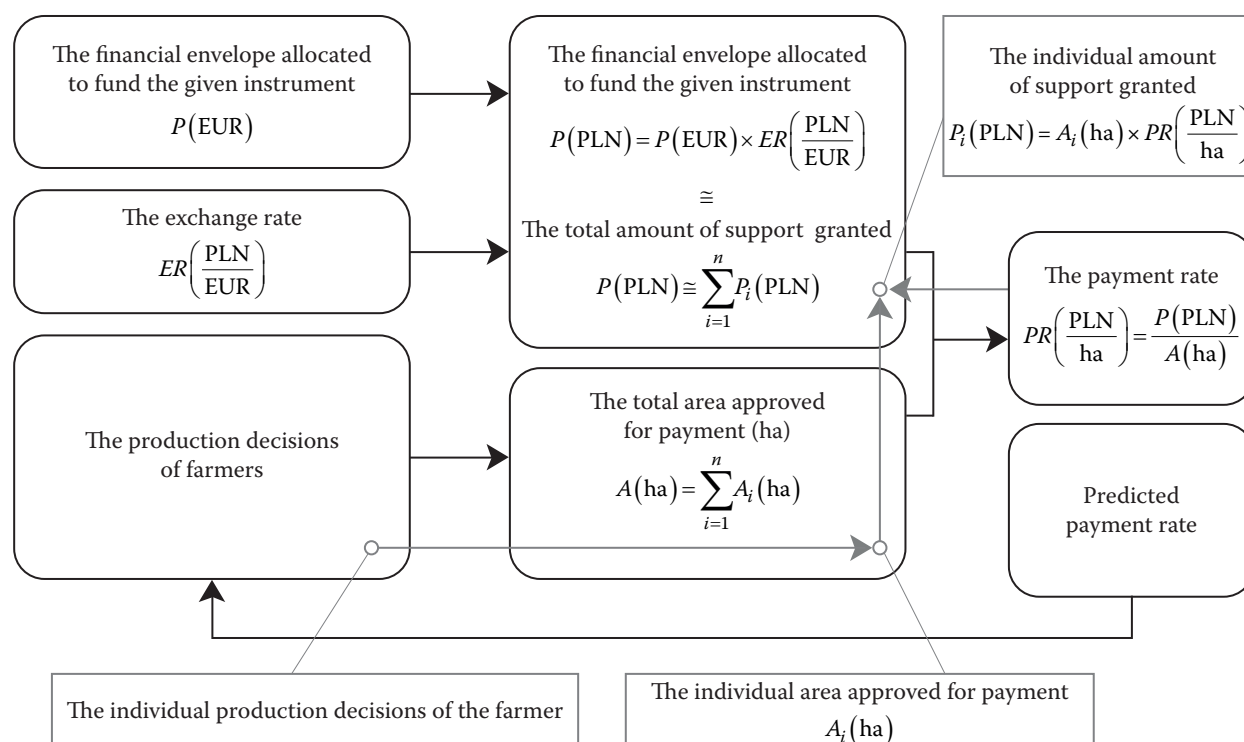 The financial envelope allocated
to fund the given instrument
P(EUR)
The exchange rate
ER(PLN/EUR)
The production decisions
of farmers
The financial envelope allocated
to fund the given instrument
P(PLN) = P(EUR) × ER(PLN/EUR)
≅
The total amount of support granted
P(PLN) ≅ ∑_{i=1}^{n} P_i(PLN)
The total area approved
for payment (ha)
A(ha) = ∑_{i=1}^{n} A_i(ha)
The individual amount
of support granted
P_i(PLN) = A_i(ha) × PR(PLN/ha)
The payment rate
PR(PLN/ha) = P(PLN)/A(ha)
Predicted
payment rate
The individual production decisions of the farmer
The individual area approved for payment
A_i(ha)